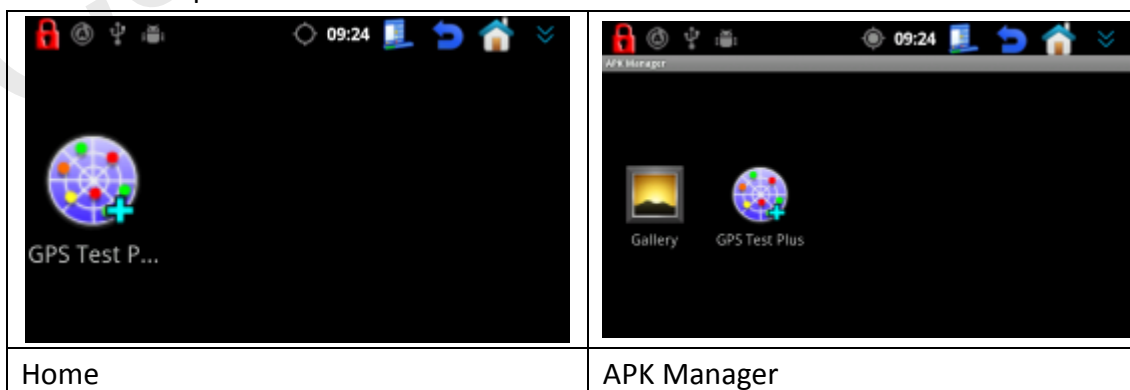 09:24
GPS Test P...
09:24
APK Manager
Gallery
GPS Test Plus
Home
APK Manager